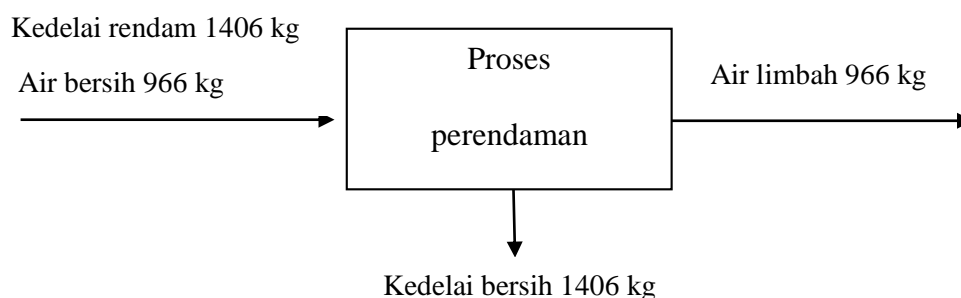 Kedelai rendam 1406 kg
Air bersih 966 kg
Proses
perendaman
Air limbah 966 kg
Kedelai bersih 1406 kg